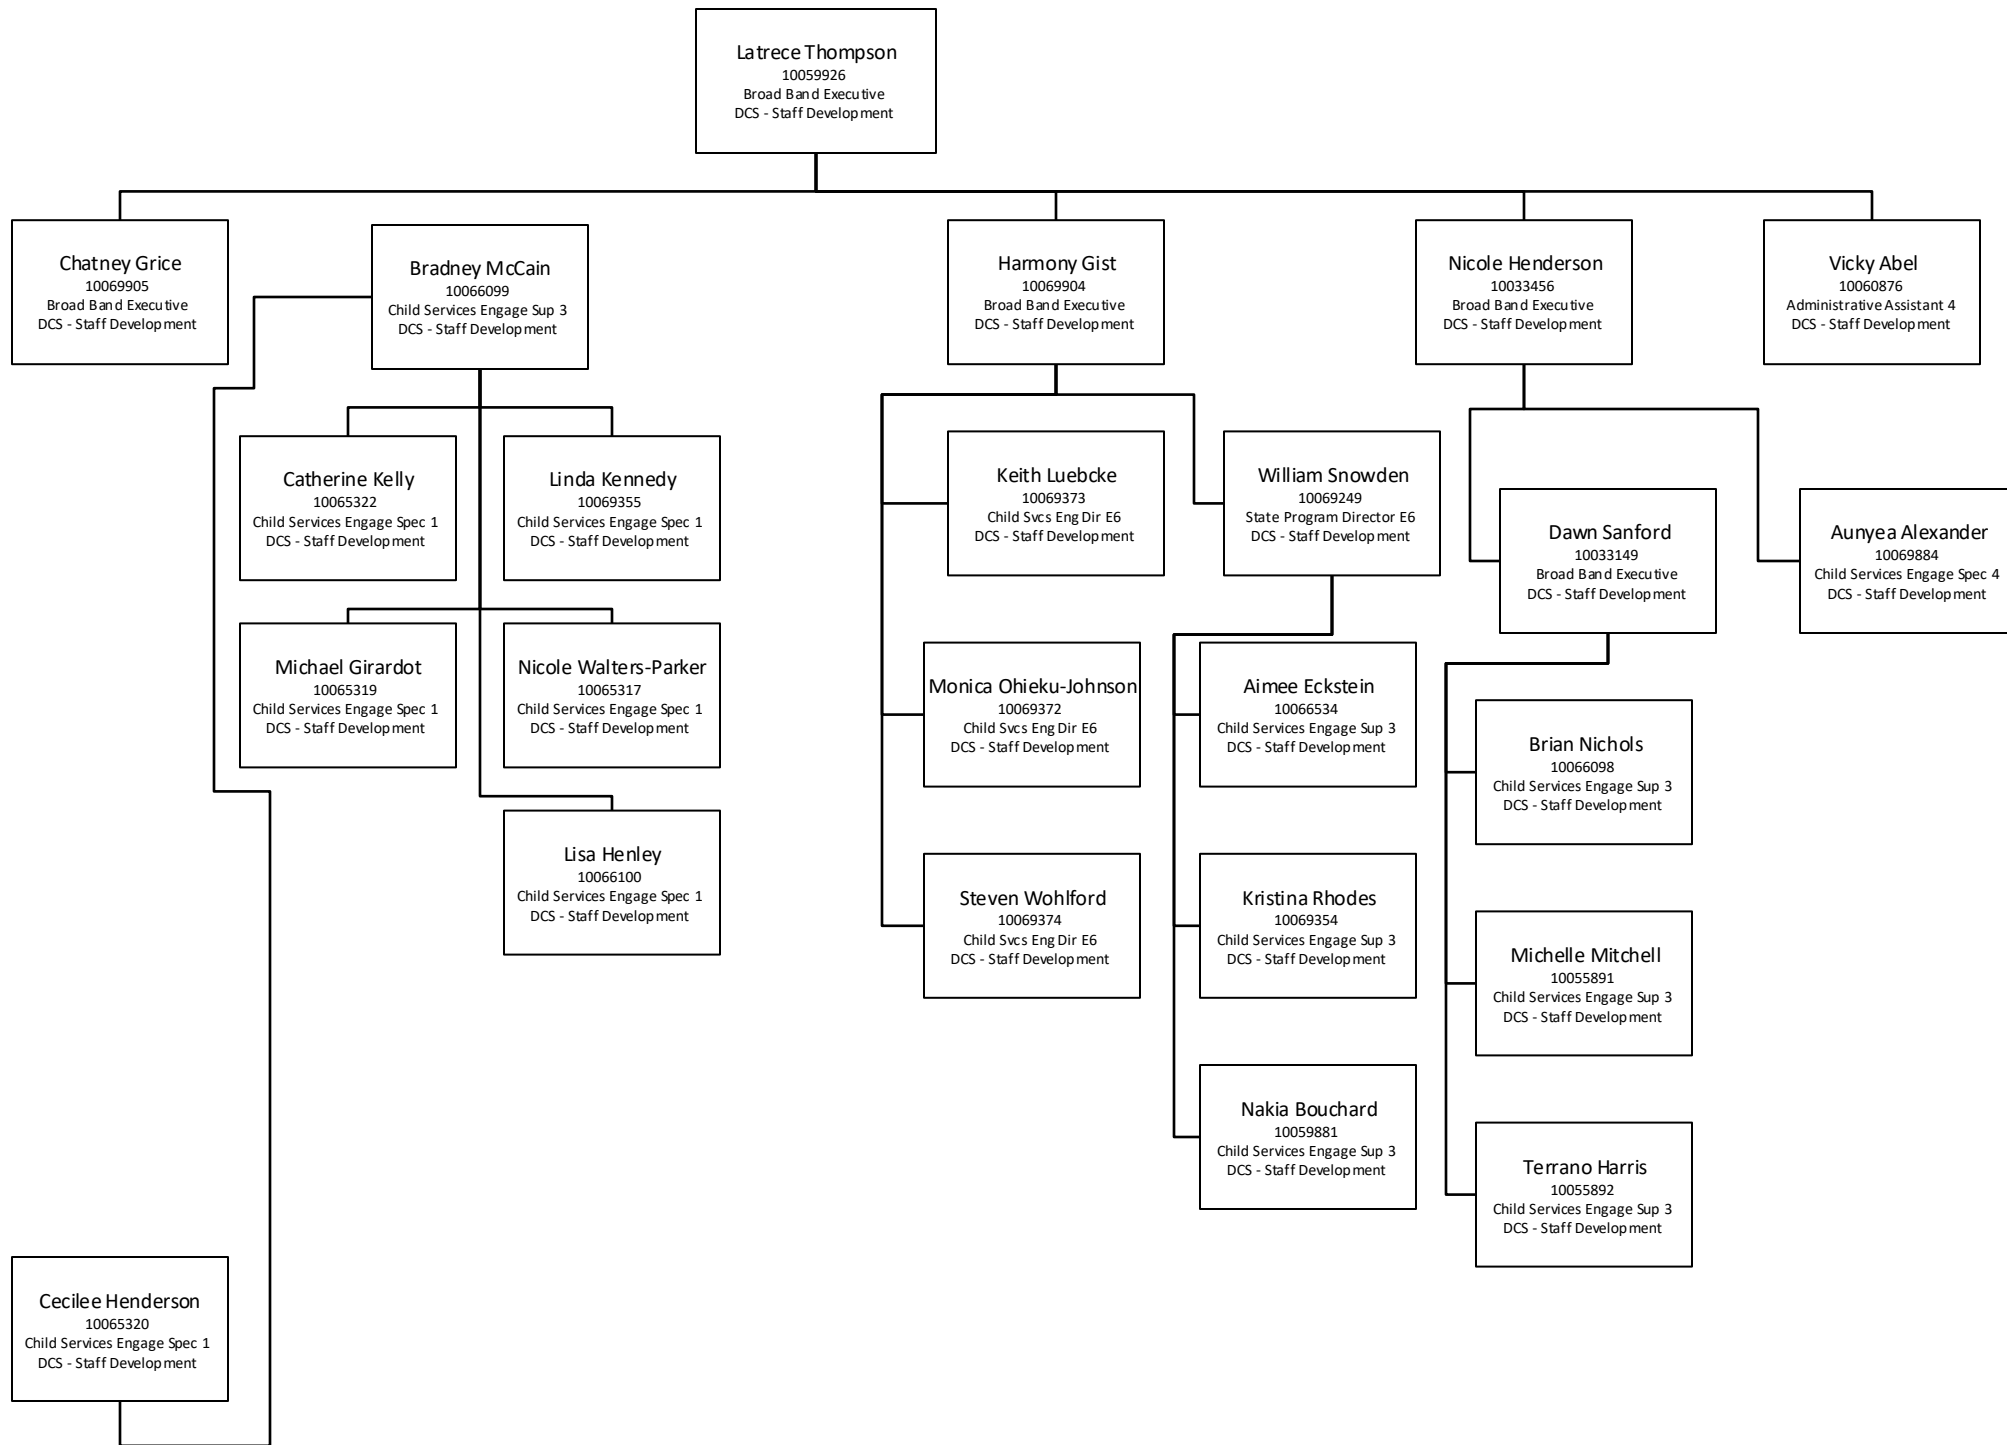 Latrece Thompson
10059926
Broad Band Executive
DCS - Staff Development
Chatney Grice
10069905
Broad Band Executive
DCS - Staff Development
Bradney McCain
10066099
Child Services Engage Sup 3
DCS - Staff Development
Harmony Gist
10069904
Broad Band Executive
DCS - Staff Development
Nicole Henderson
10033456
Broad Band Executive
DCS - Staff Development
Vicky Abel
10060876
Administrative Assistant 4
DCS - Staff Development
Catherine Kelly
10065322
Child Services Engage Spec 1
DCS - Staff Development
Linda Kennedy
10069355
Child Services Engage Spec 1
DCS - Staff Development
Keith Luebcke
10069373
Child Svcs Eng Dir E6
DCS - Staff Development
William Snowden
10069249
State Program Director E6
DCS - Staff Development
Dawn Sanford
10033149
Broad Band Executive
DCS - Staff Development
Aunyea Alexander
10069884
Child Services Engage Spec 4
DCS - Staff Development
Michael Girardot
10065319
Child Services Engage Spec 1
DCS - Staff Development
Nicole Walters-Parker
10065317
Child Services Engage Spec 1
DCS - Staff Development
Monica Ohieku-Johnson
10069372
Child Svcs Eng Dir E6
DCS - Staff Development
Aimee Eckstein
10066534
Child Services Engage Sup 3
DCS - Staff Development
Brian Nichols
10066098
Child Services Engage Sup 3
DCS - Staff Development
Lisa Henley
10066100
Child Services Engage Spec 1
DCS - Staff Development
Steven Wohlford
10069374
Child Svcs Eng Dir E6
DCS - Staff Development
Kristina Rhodes
10069354
Child Services Engage Sup 3
DCS - Staff Development
Michelle Mitchell
10055891
Child Services Engage Sup 3
DCS - Staff Development
Nakia Bouchard
10059881
Child Services Engage Sup 3
DCS - Staff Development
Terrano Harris
10055892
Child Services Engage Sup 3
DCS - Staff Development
Cecilee Henderson
10065320
Child Services Engage Spec 1
DCS - Staff Development